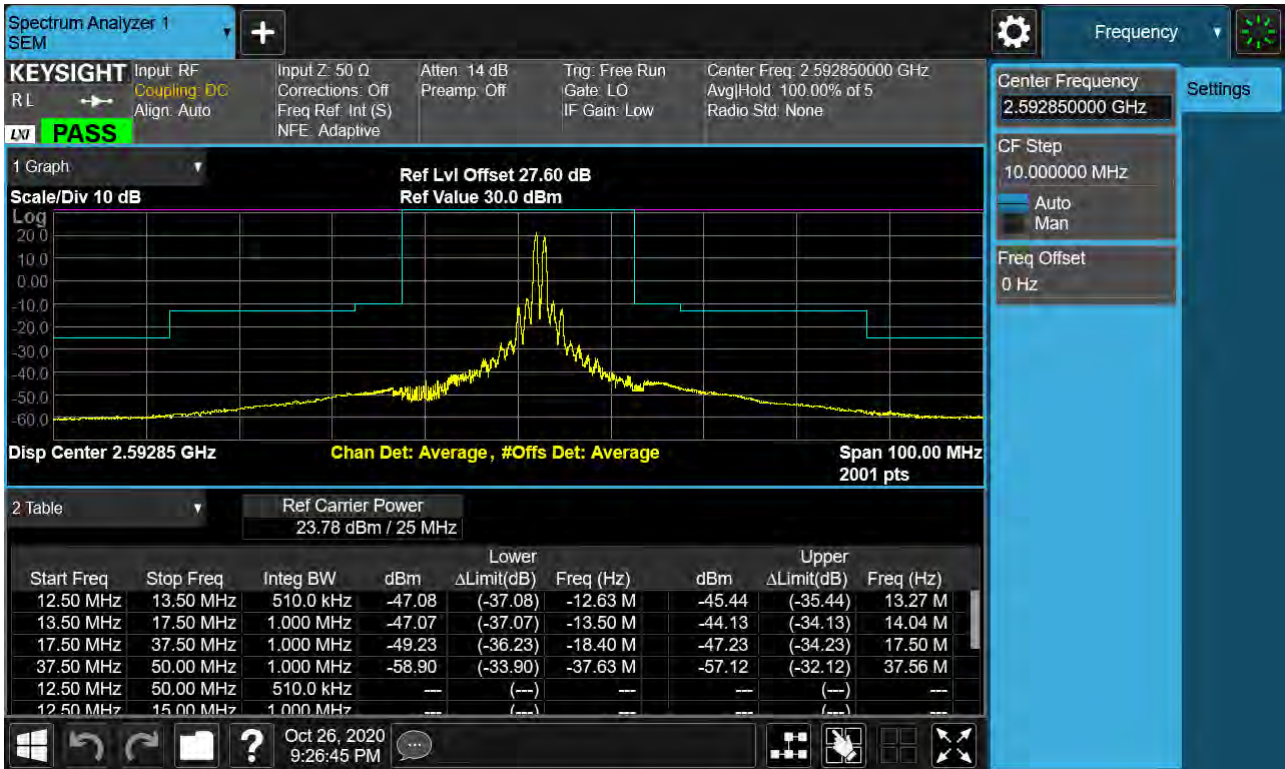 Spectrum Analyzer 1
SEM
Frequency
KEYSIGHT
R L
LXI
PASS
Input: RF
Coupling: DC
Align: Auto
Input Z: 50 Ω
Corrections: Off
Freq Ref: Int (S)
NFE: Adaptive
Atten: 14 dB
Preamp: Off
Trig: Free Run
Gate: LO
IF Gain: Low
Center Freq: 2.592850000 GHz
Avg|Hold: 100.00% of 5
Radio Std: None
Center Frequency
2.592850000 GHz
Settings
CF Step
10.000000 MHz
Auto
Man
Freq Offset
0 Hz
1 Graph
Ref Lvl Offset 27.60 dB
Scale/Div 10 dB
Ref Value 30.0 dBm
Log
20.0
10.0
0.00
-10.0
-20.0
-30.0
-40.0
-50.0
-60.0
Disp Center 2.59285 GHz
Chan Det: Average, #Offs Det: Average
Span 100.00 MHz
2001 pts
2 Table
Ref Carrier Power
23.78 dBm / 25 MHz
Lower Upper
Start Freq Stop Freq Integ BW dBm ΔLimit(dB) Freq (Hz) dBm ΔLimit(dB) Freq (Hz)
12.50 MHz 13.50 MHz 510.0 kHz -47.08 (-37.08) -12.63 M -45.44 (-35.44) 13.27 M
13.50 MHz 17.50 MHz 1.000 MHz -47.07 (-37.07) -13.50 M -44.13 (-34.13) 14.04 M
17.50 MHz 37.50 MHz 1.000 MHz -49.23 (-36.23) -18.40 M -47.23 (-34.23) 17.50 M
37.50 MHz 50.00 MHz 1.000 MHz -58.90 (-33.90) -37.63 M -57.12 (-32.12) 37.56 M
12.50 MHz 50.00 MHz 510.0 kHz --- (---) --- --- (---) ---
12.50 MHz 15.00 MHz 1.000 MHz --- (---) --- --- (---) ---
?
Oct 26, 2020
9:26:45 PM